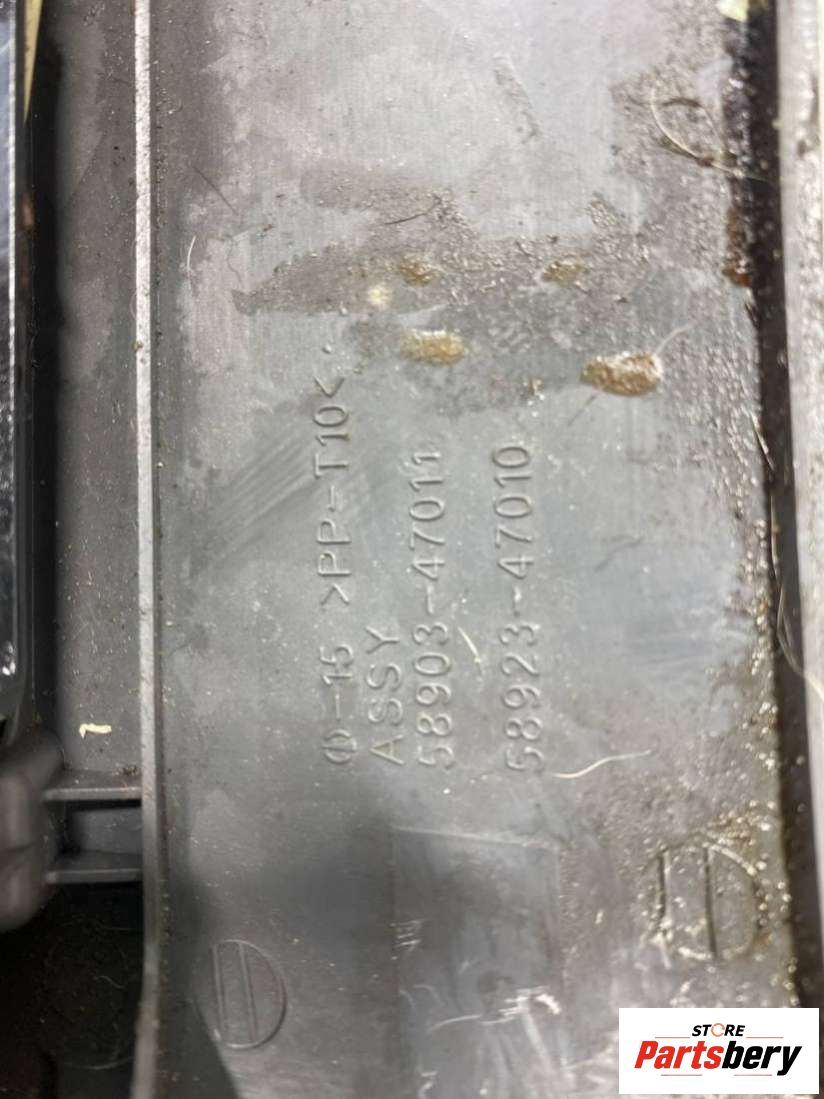 -15 >PP-T10<
ASSY
58903-47011
58923-47010
STORE
Partsbery